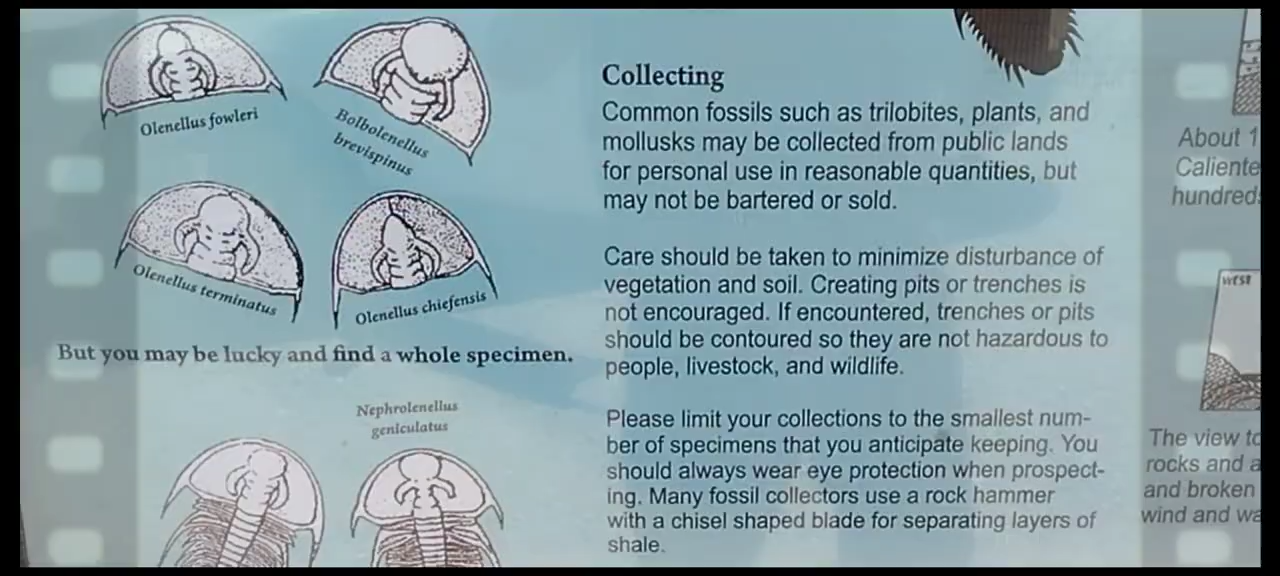 Olenellus fowleri
Bolbolenellus
brevispinus
Olenellus terminatus
Olenellus chiefensis
But you may be lucky and find a whole specimen.
Nephrolenellus
geniculatus
Collecting
Common fossils such as trilobites, plants, and
mollusks may be collected from public lands
for personal use in reasonable quantities, but
may not be bartered or sold.
Care should be taken to minimize disturbance of
vegetation and soil. Creating pits or trenches is
not encouraged. If encountered, trenches or pits
should be contoured so they are not hazardous to
people, livestock, and wildlife.
Please limit your collections to the smallest num-
ber of specimens that you anticipate keeping. You
should always wear eye protection when prospect-
ing. Many fossil collectors use a rock hammer
with a chisel shaped blade for separating layers of
shale.
About 1
Caliente
hundreds
west
The view to
rocks and a
and broken
wind and wa